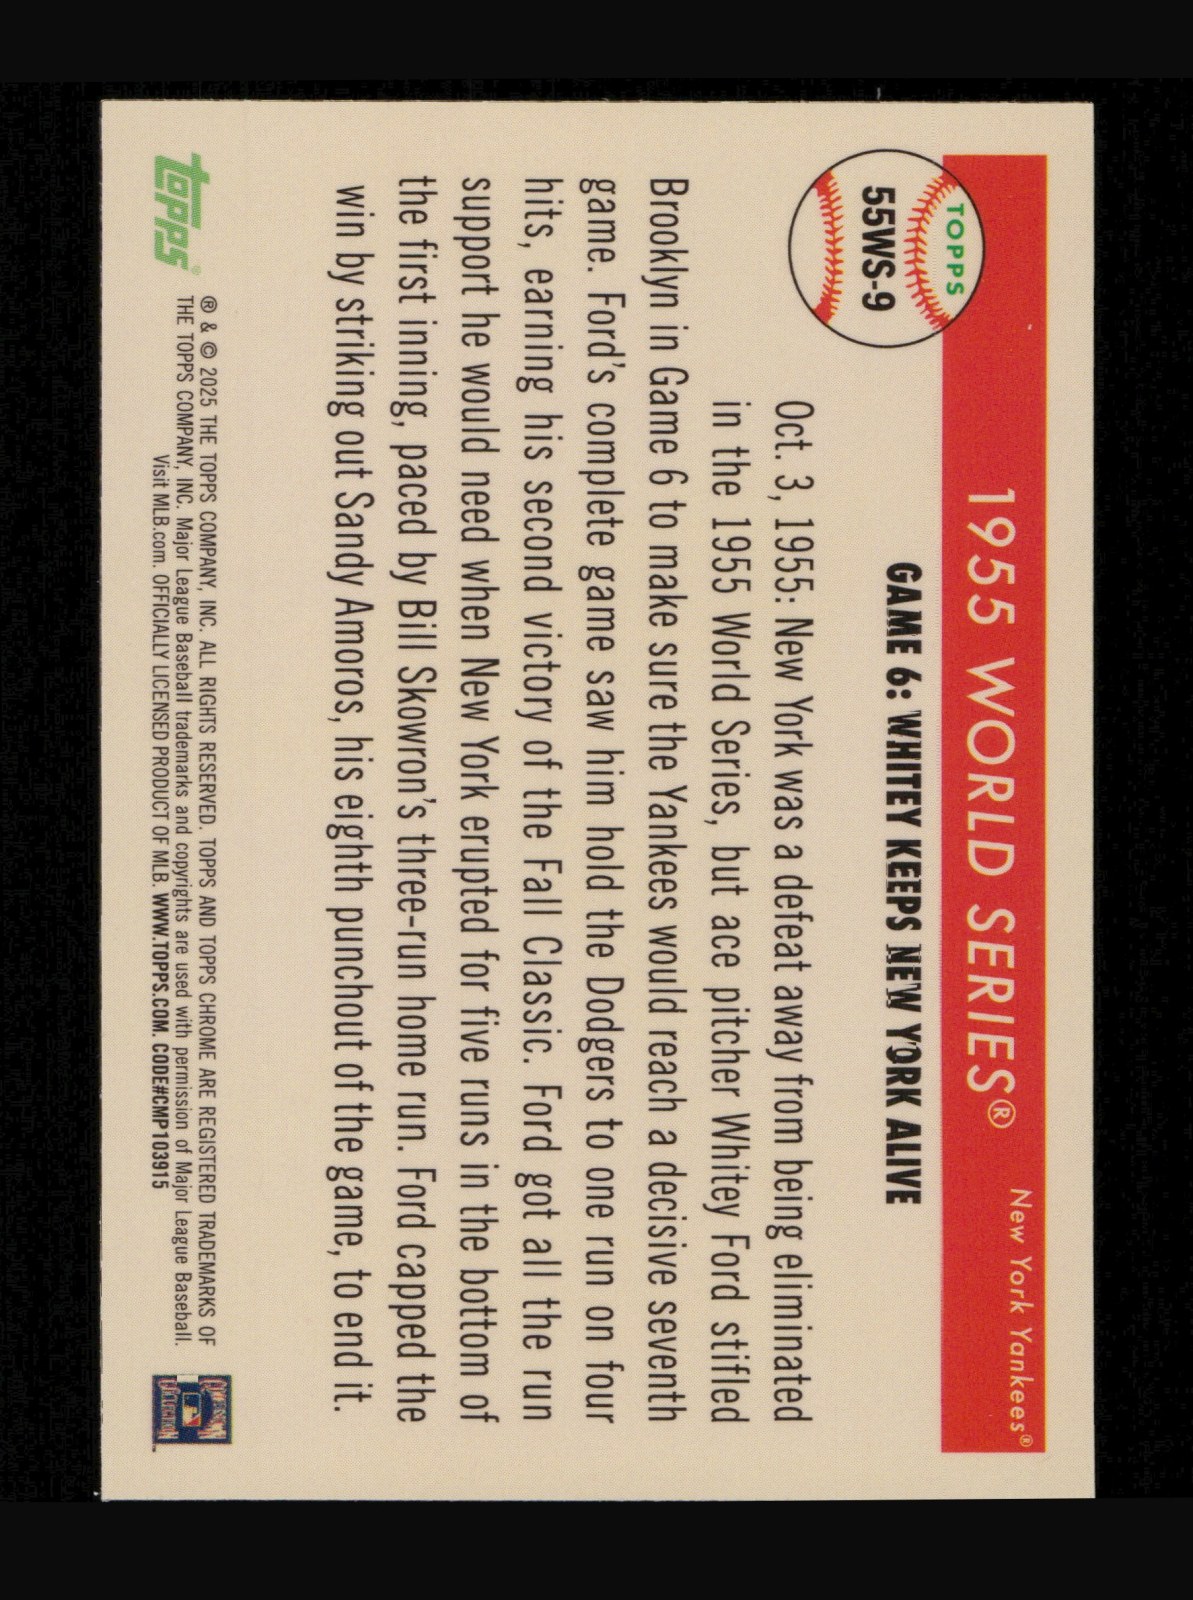 1955 WORLD SERIES®
New York Yankees®
TOPPS
55WS-9
GAME 6: WHITEY KEEPS NEW YORK ALIVE
Oct. 3, 1955: New York was a defeat away from being eliminated
in the 1955 World Series, but ace pitcher Whitey Ford stifled
Brooklyn in Game 6 to make sure the Yankees would reach a decisive seventh
game. Ford's complete game saw him hold the Dodgers to one run on four
hits, earning his second victory of the Fall Classic. Ford got all the run
support he would need when New York erupted for five runs in the bottom of
the first inning, paced by Bill Skowron's three-run home run. Ford capped the
win by striking out Sandy Amoros, his eighth punchout of the game, to end it.
topps®
® & © 2025 THE TOPPS COMPANY, INC. ALL RIGHTS RESERVED. TOPPS AND TOPPS CHROME ARE REGISTERED TRADEMARKS OF
THE TOPPS COMPANY, INC. Major League Baseball trademarks and copyrights are used with permission of Major League Baseball.
Visit MLB.com. OFFICIALLY LICENSED PRODUCT OF MLB. WWW.TOPPS.COM. CODE#CMP103915
COOPERSTOWN
COLLECTION